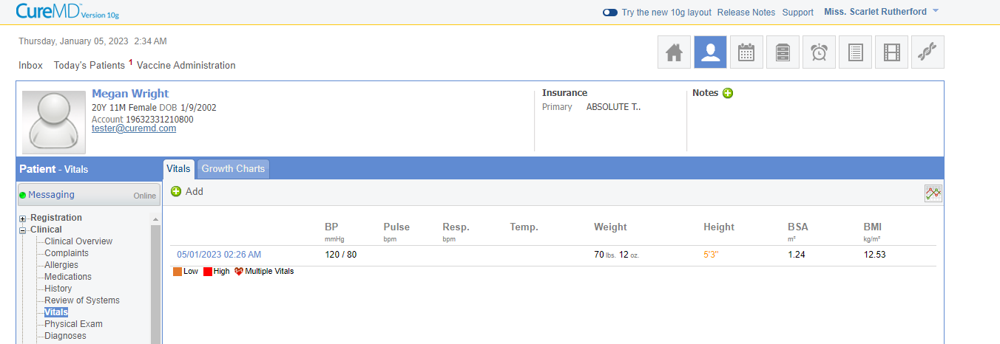 CureMD Version 10g
Try the new 10g layout Release Notes Support Miss. Scarlet Rutherford
Thursday, January 05, 2023 2:34 AM
Inbox Today's Patients 1 Vaccine Administration
Megan Wright
20Y 11M Female DOB 1/9/2002
Account 19632331210800
tester@curemd.com
Insurance
Primary ABSOLUTE T..
Notes
Patient - Vitals
Vitals Growth Charts
Messaging Online
Add
Registration
Clinical
Clinical Overview
Complaints
Allergies
Medications
History
Review of Systems
Vitals
Physical Exam
Diagnoses
BP Pulse Resp. Temp. Weight Height BSA BMI
mmHg bpm bpm m² kg/m²
05/01/2023 02:26 AM 120 / 80 70 lbs. 12 oz. 5'3" 1.24 12.53
Low High Multiple Vitals